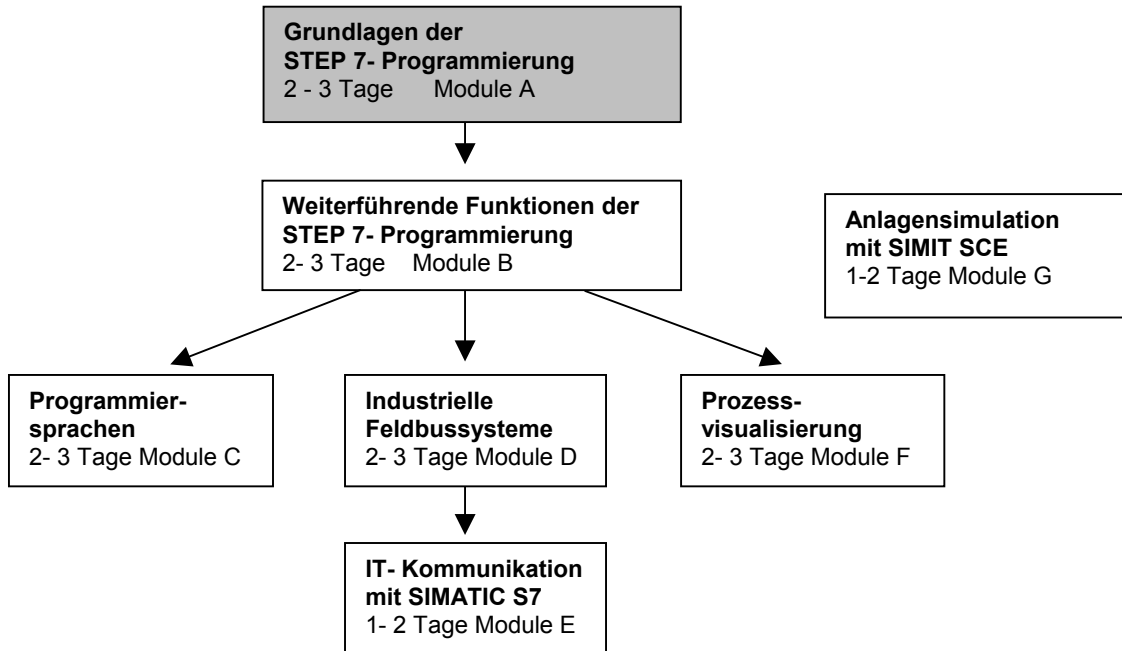 Grundlagen der
STEP 7- Programmierung
2 - 3 Tage Module A
Weiterführende Funktionen der
STEP 7- Programmierung
2- 3 Tage Module B
Anlagensimulation
mit SIMIT SCE
1-2 Tage Module G
Programmier-
sprachen
2- 3 Tage Module C
Industrielle
Feldbussysteme
2- 3 Tage Module D
Prozess-
visualisierung
2- 3 Tage Module F
IT- Kommunikation
mit SIMATIC S7
1- 2 Tage Module E